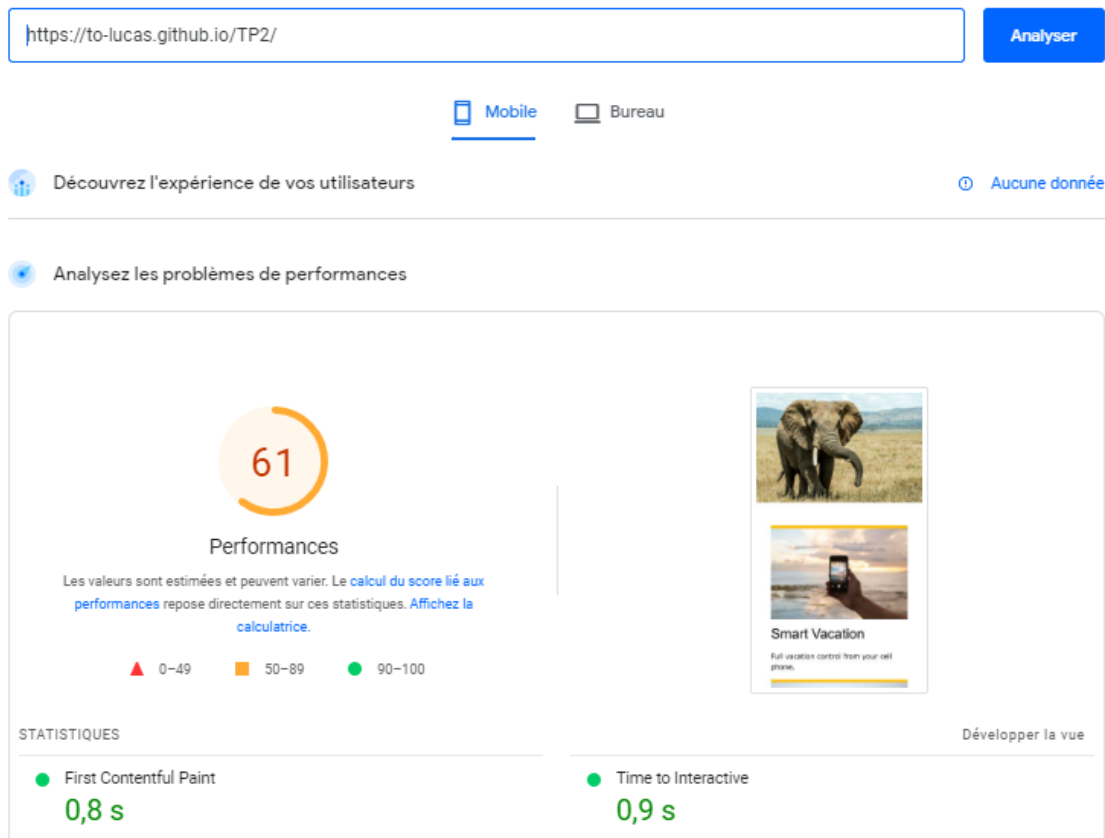 https://to-lucas.github.io/TP2/
Analyser
Mobile
Bureau
Découvrez l'expérience de vos utilisateurs
Aucune donnée
Analysez les problèmes de performances
61
Performances
Les valeurs sont estimées et peuvent varier. Le calcul du score lié aux
performances repose directement sur ces statistiques. Affichez la
calculatrice.
0–49
50–89
90–100
Smart Vacation
Full vacation control from your cell
phone.
STATISTIQUES
Développer la vue
First Contentful Paint
0,8 s
Time to Interactive
0,9 s